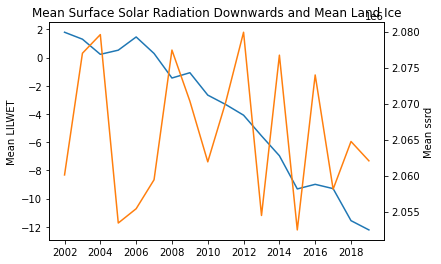 Mean Surface Solar Radiation Downwards and Mean Land Ice
1e6
2
0
−2
−4
−6
−8
−10
−12
Mean LILWET
2.080
2.075
2.070
2.065
2.060
2.055
Mean ssrd
2002 2004 2006 2008 2010 2012 2014 2016 2018